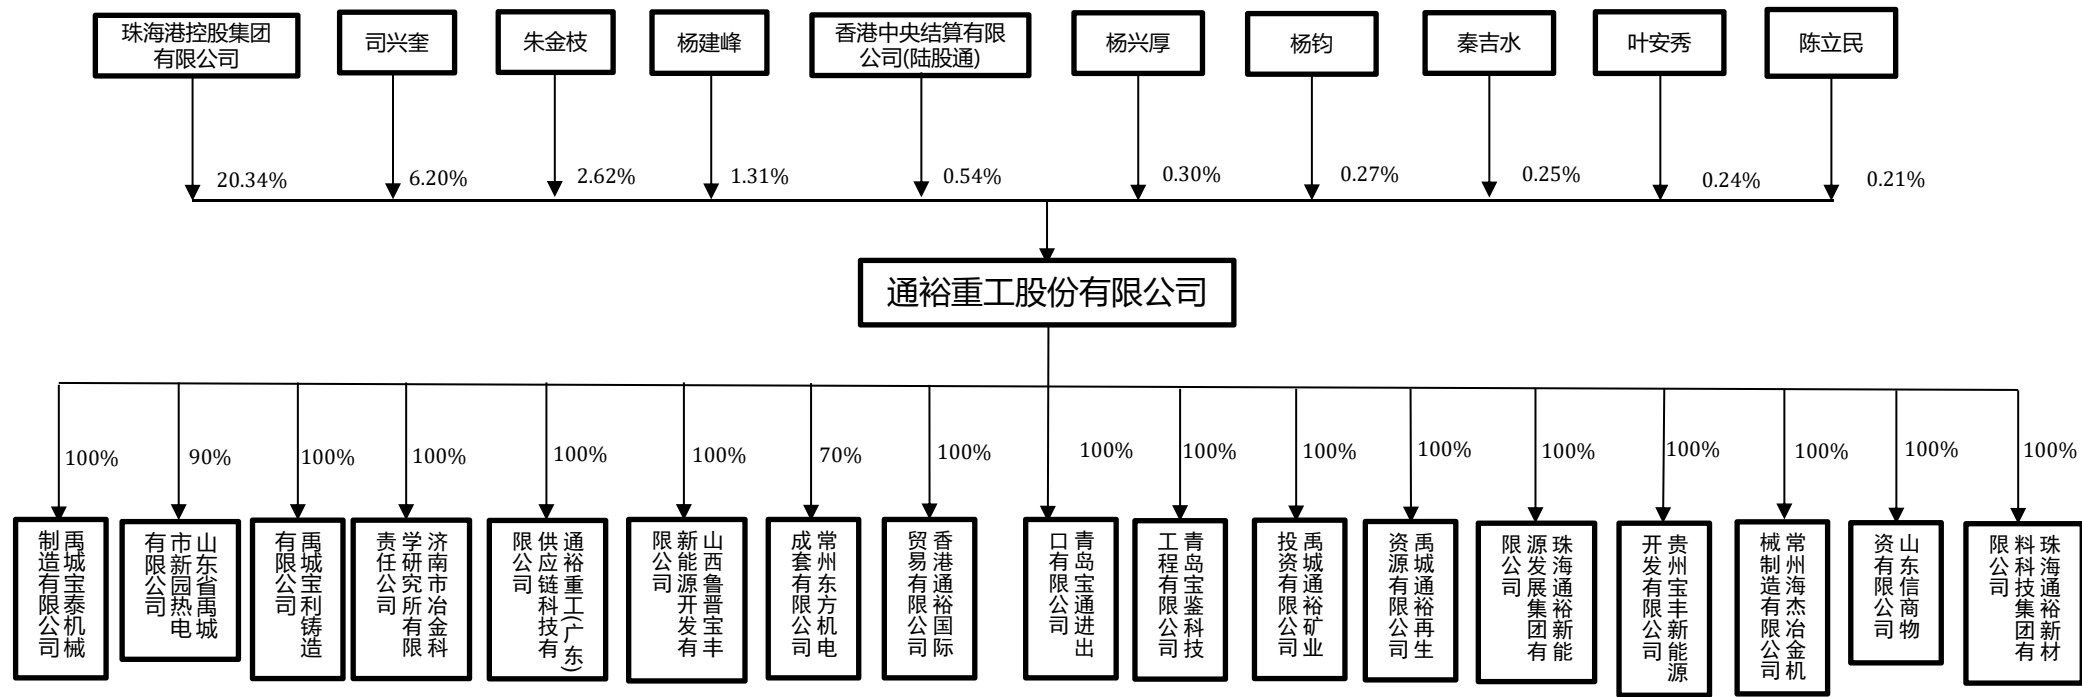 珠海港控股集团
有限公司
司兴奎
朱金枝
杨建峰
香港中央结算有限
公司(陆股通)
杨兴厚
杨钧
秦吉水
叶安秀
陈立民
20.34%
6.20%
2.62%
1.31%
0.54%
0.30%
0.27%
0.25%
0.24%
0.21%
通裕重工股份有限公司
100%
90%
100%
100%
100%
100%
70%
100%
100%
100%
100%
100%
100%
100%
100%
100%
100%
禹城宝泰机械
制造有限公司
山东省禹城
市新园热电
有限公司
禹城宝利铸造
有限公司
济南市冶金科
学研究所有限
责任公司
通裕重工(广东)
供应链科技有
限公司
山西鲁晋宝丰
新能源开发有
限公司
常州东方机电
成套有限公司
香港通裕国际
贸易有限公司
青岛宝通进出
口有限公司
青岛宝鉴科技
工程有限公司
禹城通裕矿业
投资有限公司
禹城通裕再生
资源有限公司
珠海通裕新能
源发展集团有
限公司
贵州宝丰新能源
开发有限公司
常州海杰冶金机
械制造有限公司
山东信商物
资有限公司
珠海通裕新材
料科技集团有
限公司